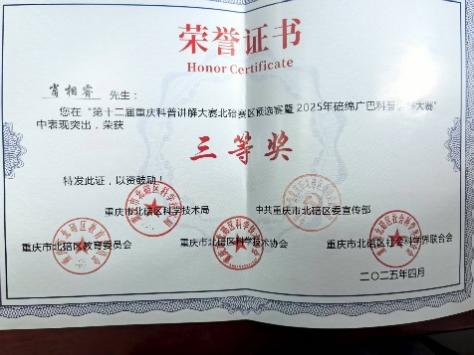 荣誉证书
Honor Certificate
肖相睿 先生:
您在“第十二届重庆科普讲解大赛北碚赛区预选赛暨2025年碚绵广巴科普讲解大赛”
中表现突出，荣获
三等奖
特发此证，以资鼓励！
重庆市北碚区科学技术局 中共重庆市北碚区委宣传部
重庆市北碚区教育委员会 重庆市北碚区科学技术协会 重庆市北碚区社会科学界联合会
二〇二五年四月